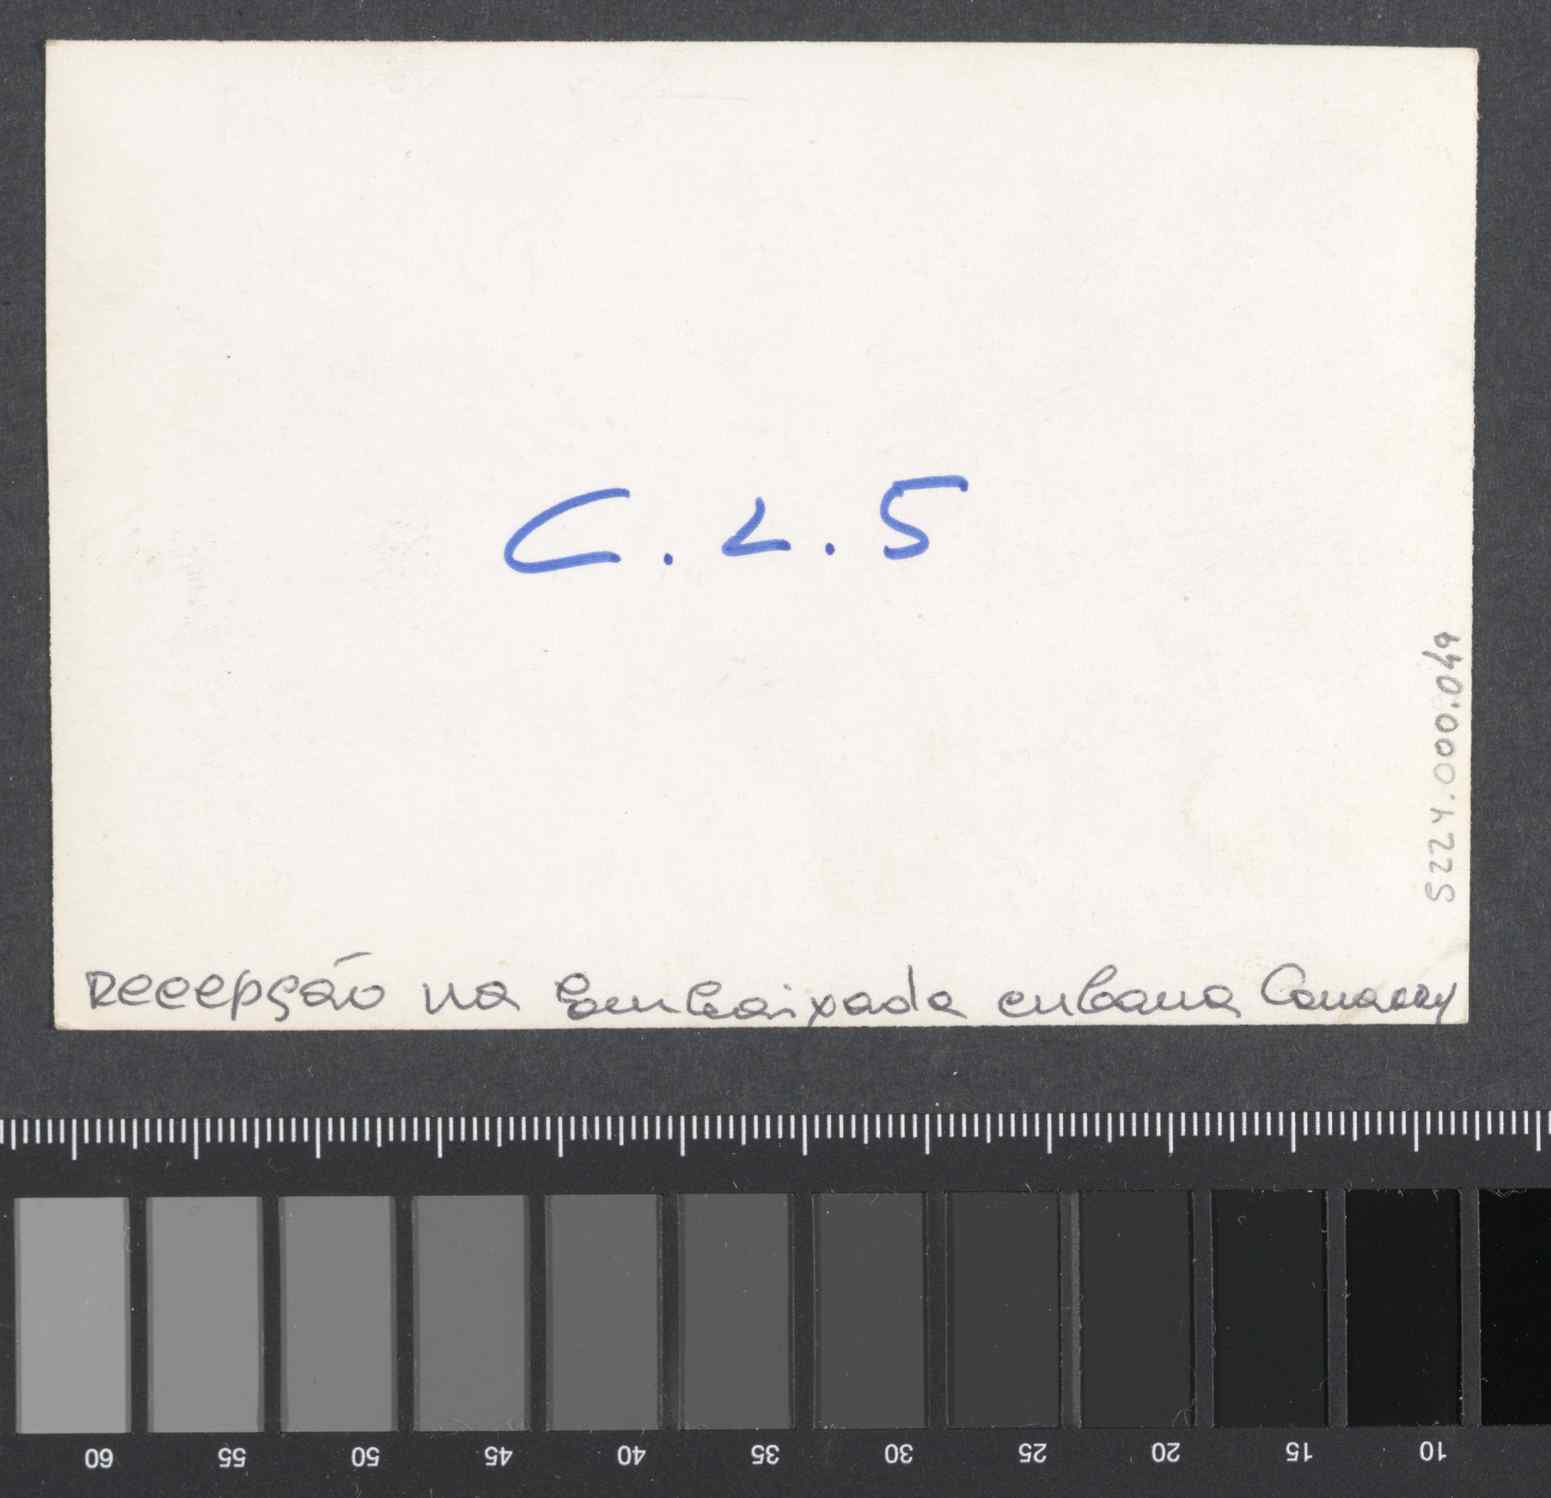 C.L.5
5224.000.049
Recepção na Embaixada cubana Conacry
60 55 50 45 40 35 30 25 20 15 10